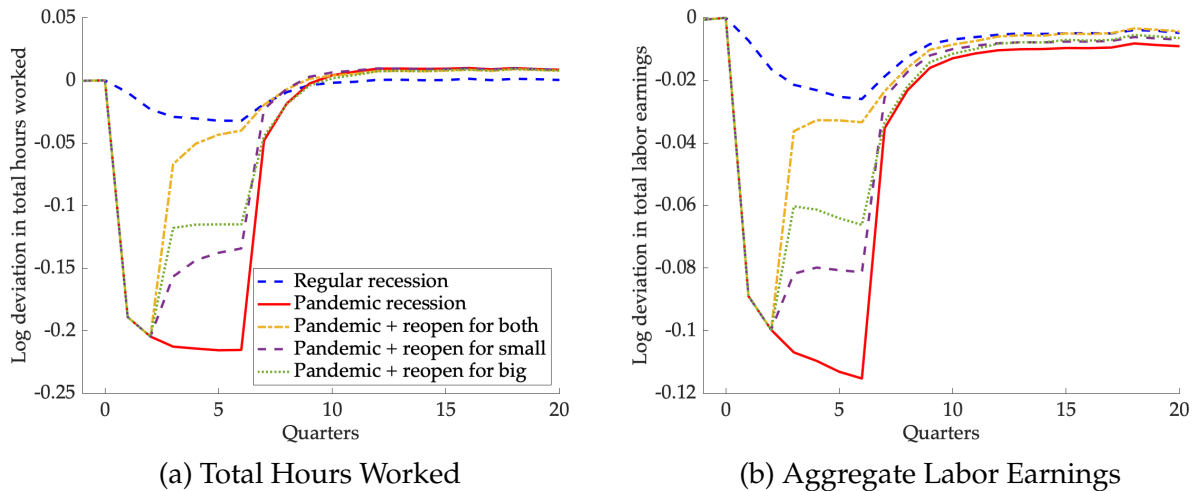 0.05
0
-0.05
-0.1
-0.15
-0.2
-0.25
Log deviation in total hours worked
0 5 10 15 20
Quarters
Regular recession
Pandemic recession
Pandemic + reopen for both
Pandemic + reopen for small
Pandemic + reopen for big
(a) Total Hours Worked
0
-0.02
-0.04
-0.06
-0.08
-0.1
-0.12
Log deviation in total labor earnings
0 5 10 15 20
Quarters
(b) Aggregate Labor Earnings